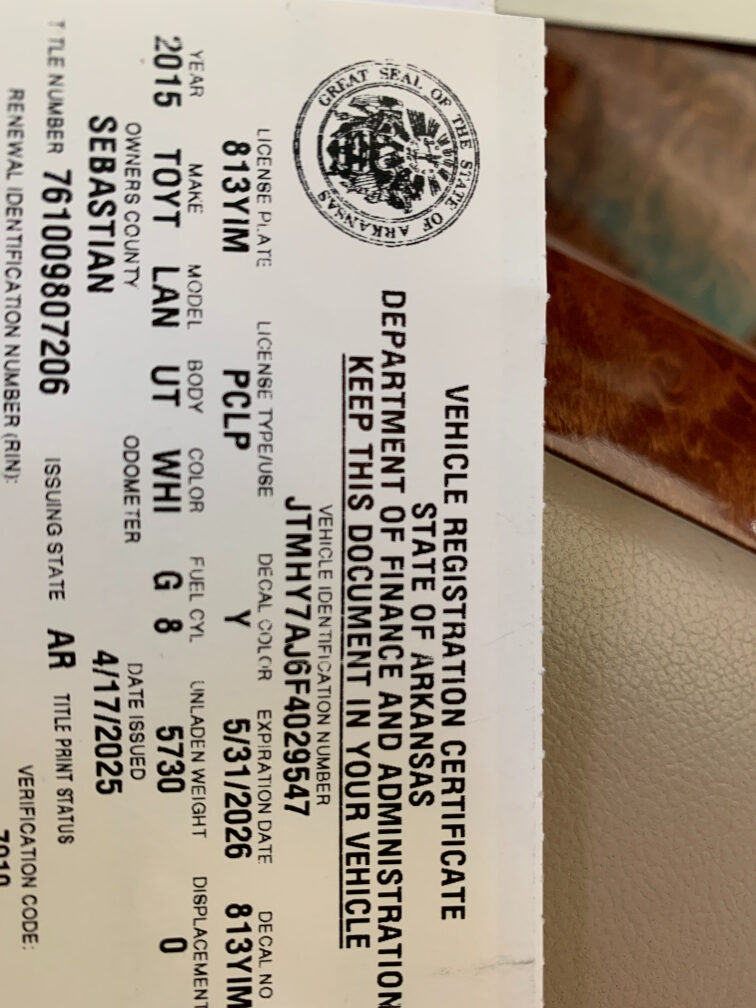 GREAT SEAL OF THE STATE OF ARKANSAS
VEHICLE REGISTRATION CERTIFICATE
STATE OF ARKANSAS
DEPARTMENT OF FINANCE AND ADMINISTRATION
KEEP THIS DOCUMENT IN YOUR VEHICLE
VEHICLE IDENTIFICATION NUMBER
JTMHY7AJ6F4029547
LICENSE PLATE LICENSE TYPE/USE DECAL COLOR EXPIRATION DATE DECAL NO
813YIM PCLP Y 5/31/2026 813YIM
YEAR MAKE MODEL BODY COLOR FUEL CYL UNLADEN WEIGHT DISPLACEMENT
2015 TOYT LAN UT WHI G 8 5730 0
OWNERS COUNTY ODOMETER DATE ISSUED
SEBASTIAN 4/17/2025
TITLE NUMBER 761009807206 ISSUING STATE AR TITLE PRINT STATUS
RENEWAL IDENTIFICATION NUMBER (RIN): VERIFICATION CODE: